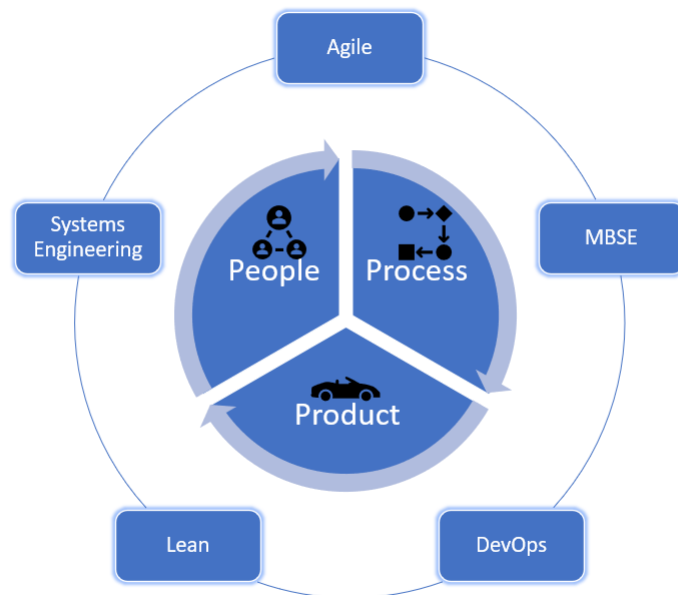 Agile
Systems
Engineering
MBSE
People
Process
Product
Lean
DevOps